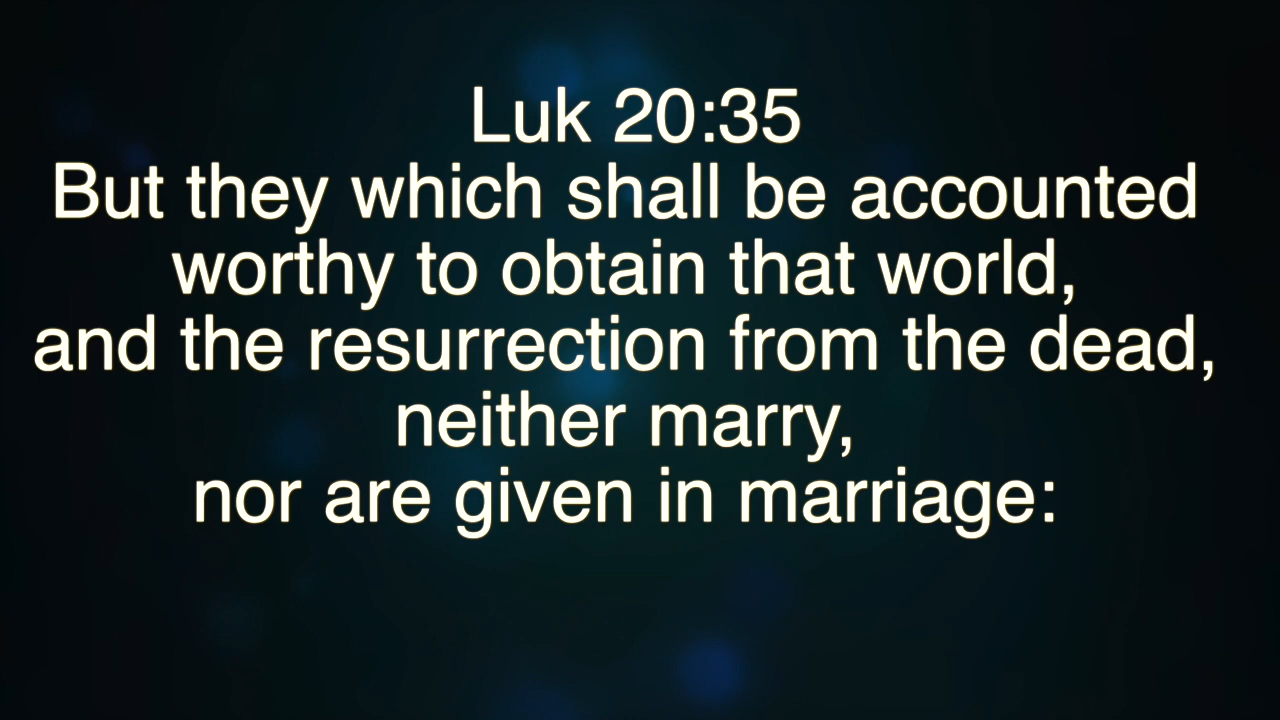 Luk 20:35
But they which shall be accounted
worthy to obtain that world,
and the resurrection from the dead,
neither marry,
nor are given in marriage: